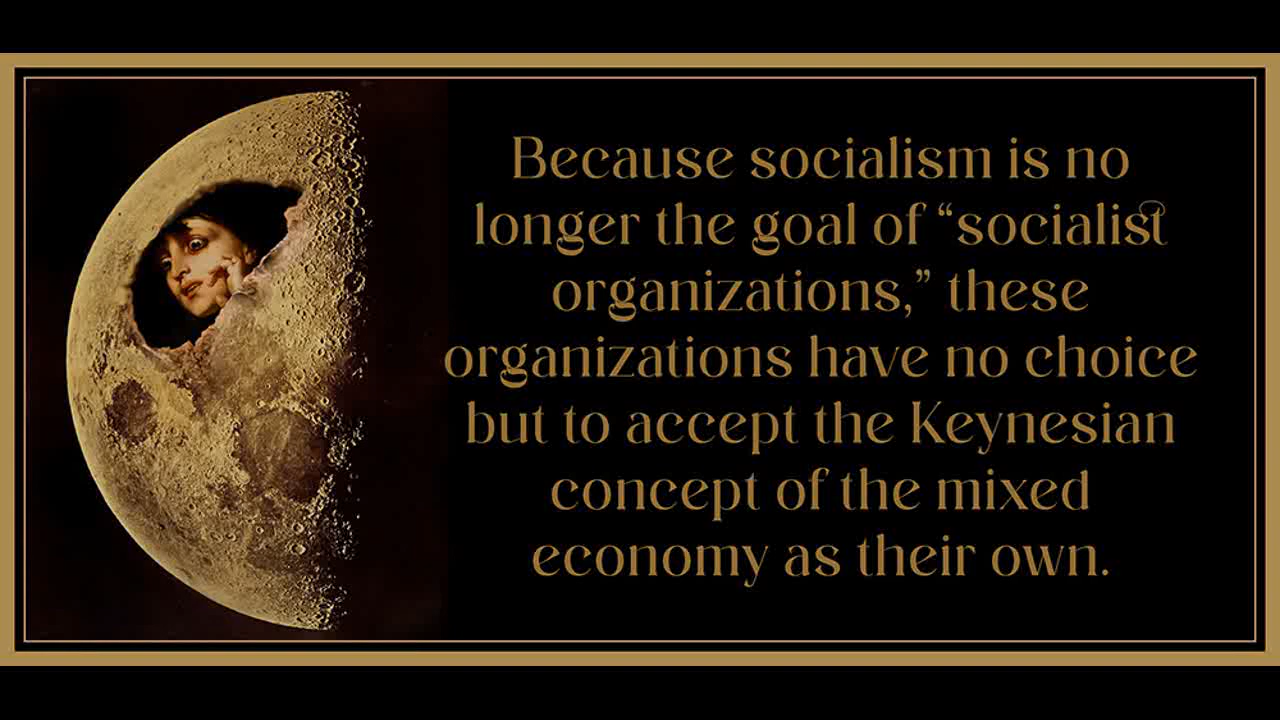 Because socialism is no
longer the goal of “socialist
organizations,” these
organizations have no choice
but to accept the Keynesian
concept of the mixed
economy as their own.